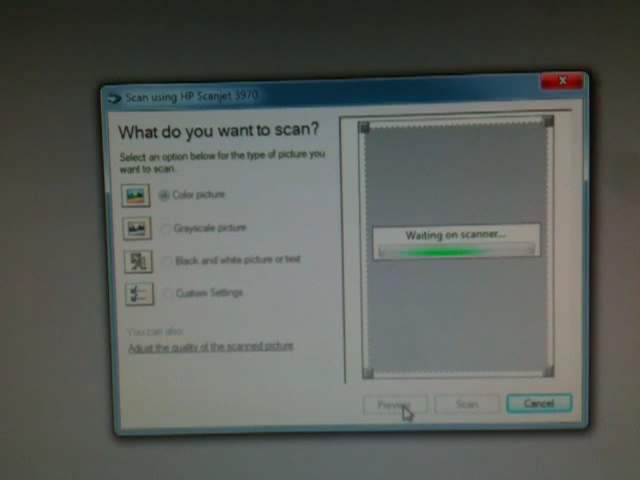 Scan using HP Scanjet 3970
What do you want to scan?
Select an option below for the type of picture you
want to scan.
Color picture
Grayscale picture
Black and white picture or text
Custom Settings
You can also:
Adjust the quality of the scanned picture
Waiting on scanner...
Preview
Scan
Cancel